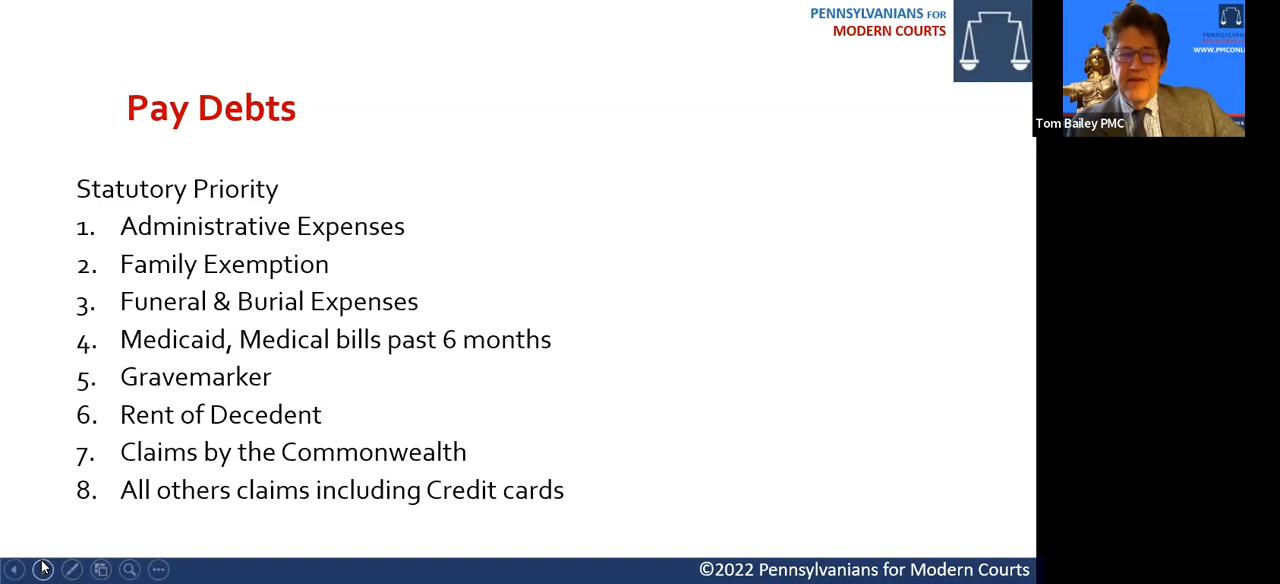 PENNSYLVANIANS FOR
MODERN COURTS
Pay Debts
Statutory Priority
1. Administrative Expenses
2. Family Exemption
3. Funeral & Burial Expenses
4. Medicaid, Medical bills past 6 months
5. Gravemarker
6. Rent of Decedent
7. Claims by the Commonwealth
8. All others claims including Credit cards
©2022 Pennsylvanians for Modern Courts
WWW.PMCONLI
Tom Bailey PMC